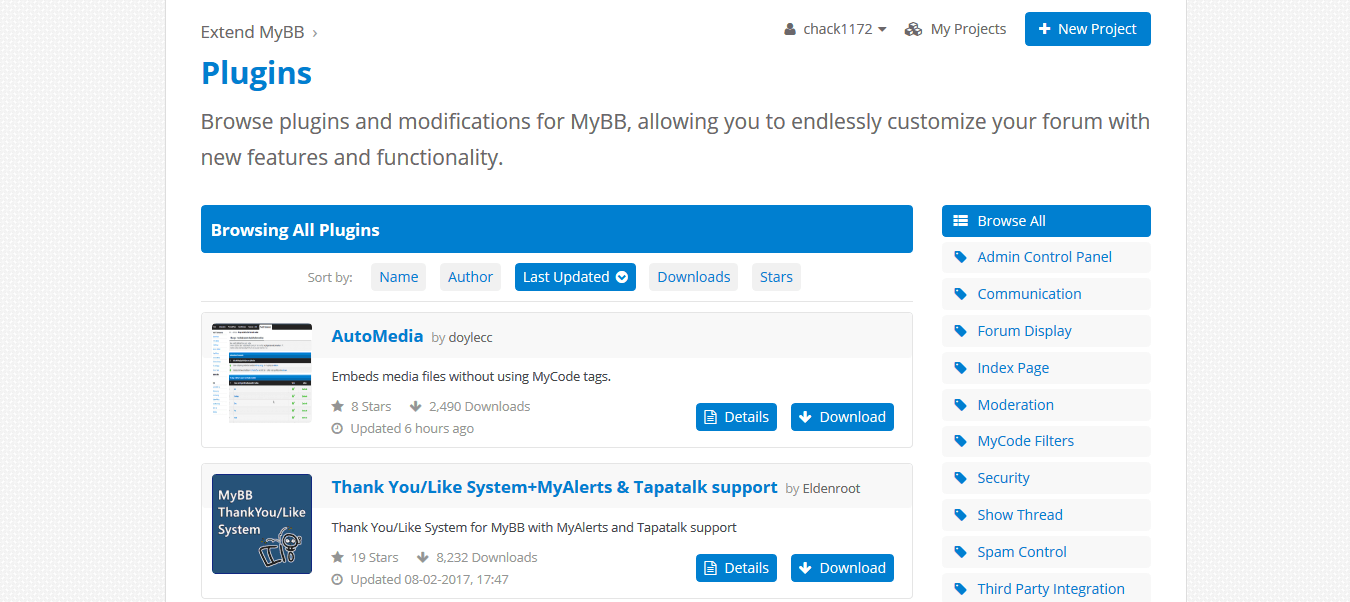 Extend MyBB ›
chack1172
My Projects
New Project
Plugins
Browse plugins and modifications for MyBB, allowing you to endlessly customize your forum with
new features and functionality.
Browsing All Plugins
Sort by: Name Author Last Updated Downloads Stars
AutoMedia by doylecc
Embeds media files without using MyCode tags.
8 Stars 2,490 Downloads
Updated 6 hours ago
Details Download
MyBB
ThankYou/Like
System
Thank You/Like System+MyAlerts & Tapatalk support by Eldenroot
Thank You/Like System for MyBB with MyAlerts and Tapatalk support
19 Stars 8,232 Downloads
Updated 08-02-2017, 17:47
Details Download
Browse All
Admin Control Panel
Communication
Forum Display
Index Page
Moderation
MyCode Filters
Security
Show Thread
Spam Control
Third Party Integration